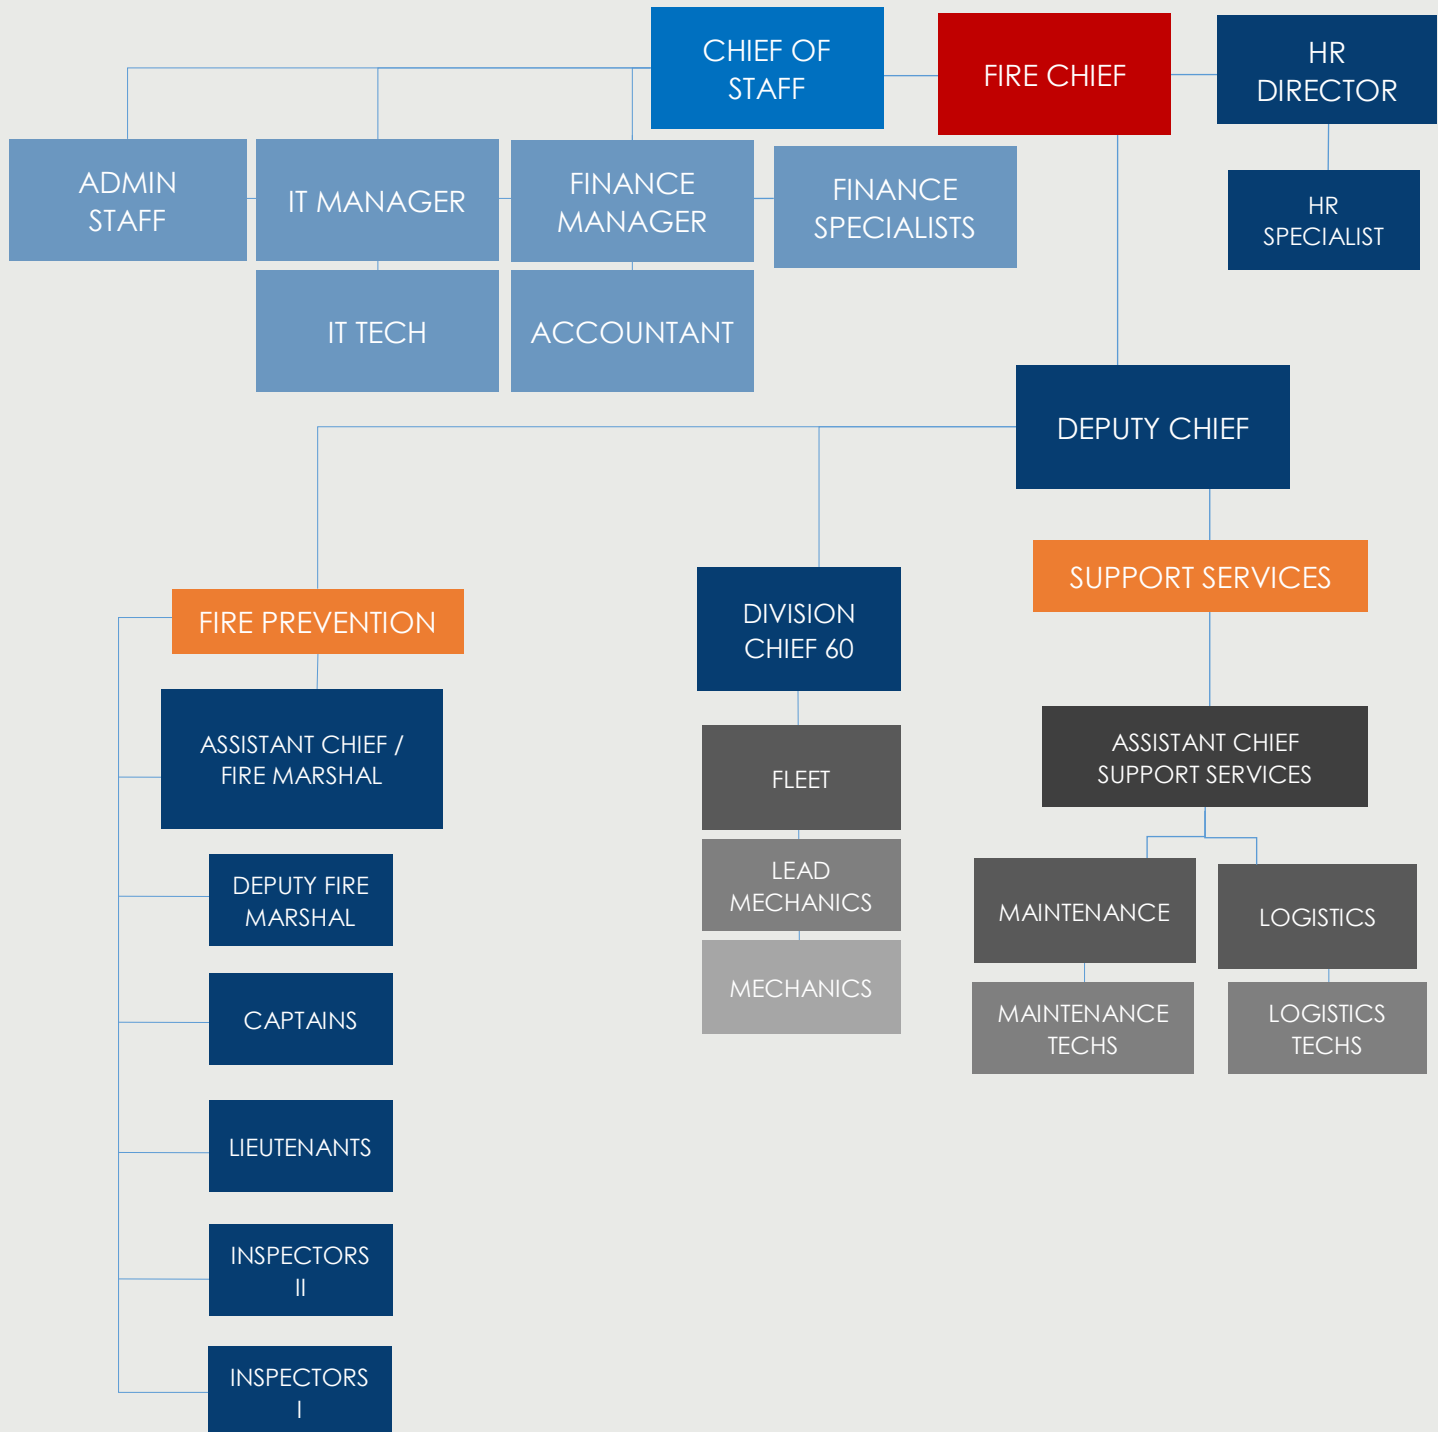 CHIEF OF
STAFF
FIRE CHIEF
HR
DIRECTOR
ADMIN
STAFF
IT MANAGER
FINANCE
MANAGER
FINANCE
SPECIALISTS
HR
SPECIALIST
IT TECH
ACCOUNTANT
DEPUTY CHIEF
SUPPORT SERVICES
FIRE PREVENTION
DIVISION
CHIEF 60
ASSISTANT CHIEF /
FIRE MARSHAL
FLEET
ASSISTANT CHIEF
SUPPORT SERVICES
DEPUTY FIRE
MARSHAL
LEAD
MECHANICS
MAINTENANCE
LOGISTICS
CAPTAINS
MECHANICS
MAINTENANCE
TECHS
LOGISTICS
TECHS
LIEUTENANTS
INSPECTORS
II
INSPECTORS
I